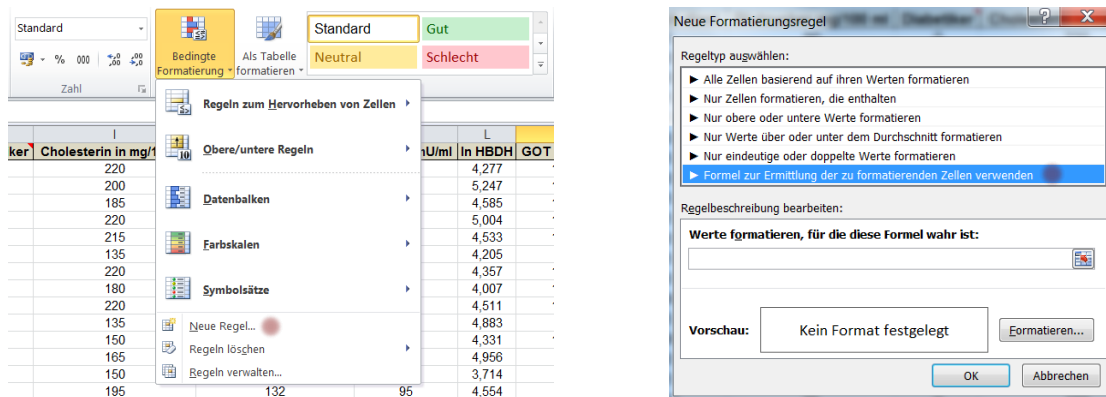 Standard
% 000 ,00 ,0
Zahl
Bedingte Formatierung
Als Tabelle formatieren
Standard Gut
Neutral Schlecht
Regeln zum Hervorheben von Zellen
Obere/untere Regeln
Datenbalken
Farbskalen
Symbolsätze
Neue Regel...
Regeln löschen
Regeln verwalten...
I L
ker Cholesterin in mg/1 nU/ml ln HBDH GOT
220 4,277
200 5,247
185 4,585
220 5,004
215 4,533
135 4,205
220 4,357
180 4,007
220 4,511
135 4,883
150 4,331
165 4,956
150 3,714
195 132 95 4,554
Neue Formatierungsregel
Regeltyp auswählen:
► Alle Zellen basierend auf ihren Werten formatieren
► Nur Zellen formatieren, die enthalten
► Nur obere oder untere Werte formatieren
► Nur Werte über oder unter dem Durchschnitt formatieren
► Nur eindeutige oder doppelte Werte formatieren
► Formel zur Ermittlung der zu formatierenden Zellen verwenden
Regelbeschreibung bearbeiten:
Werte formatieren, für die diese Formel wahr ist:
Vorschau: Kein Format festgelegt Formatieren...
OK Abbrechen